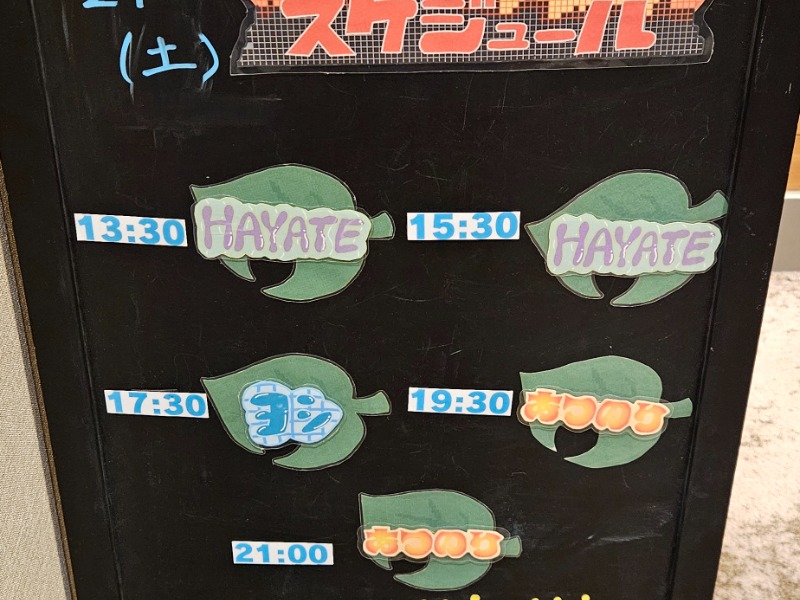 スケジュール
(土)
13:30 HAYATE
15:30 HAYATE
17:30 ヨン
19:30 あつのり
21:00 あつのり